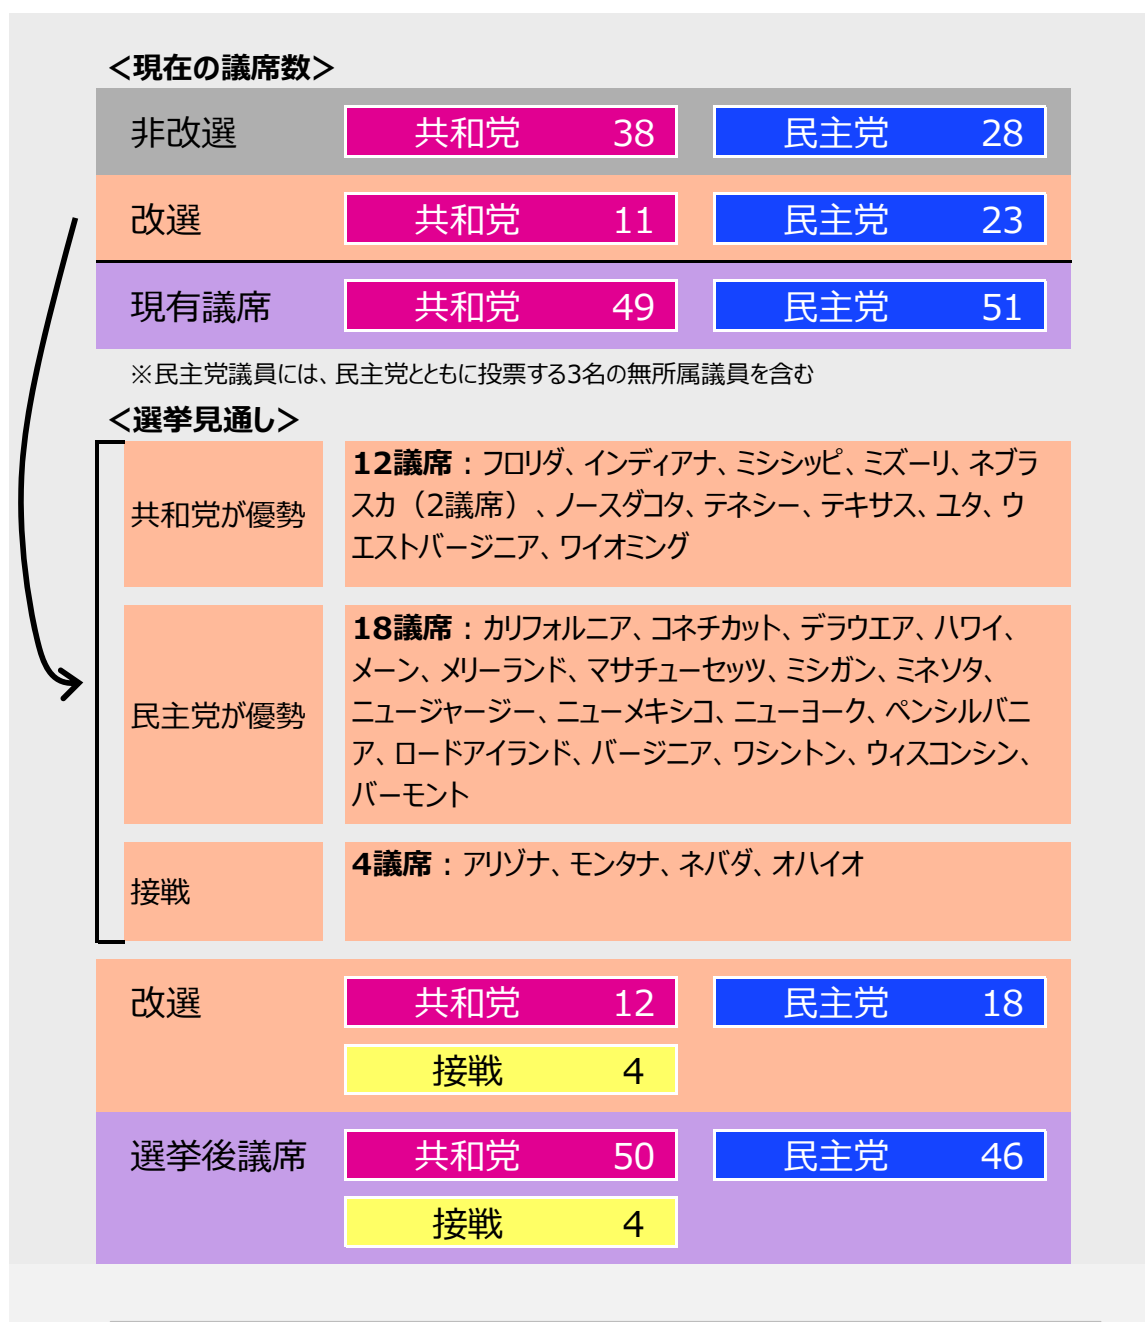 ＜現在の議席数＞
非改選 共和党 38 民主党 28
改選 共和党 11 民主党 23
現有議席 共和党 49 民主党 51
※民主党議員には、民主党とともに投票する3名の無所属議員を含む
＜選挙見通し＞
共和党が優勢
12議席：フロリダ、インディアナ、ミシシッピ、ミズーリ、ネブラ
スカ（2議席）、ノースダコタ、テネシー、テキサス、ユタ、ウ
エストバージニア、ワイオミング
民主党が優勢
18議席：カリフォルニア、コネチカット、デラウエア、ハワイ、
メーン、メリーランド、マサチューセッツ、ミシガン、ミネソタ、
ニュージャージー、ニューメキシコ、ニューヨーク、ペンシルバニ
ア、ロードアイランド、バージニア、ワシントン、ウィスコンシン、
バーモント
接戦
4議席：アリゾナ、モンタナ、ネバダ、オハイオ
改選 共和党 12 民主党 18
接戦 4
選挙後議席 共和党 50 民主党 46
接戦 4